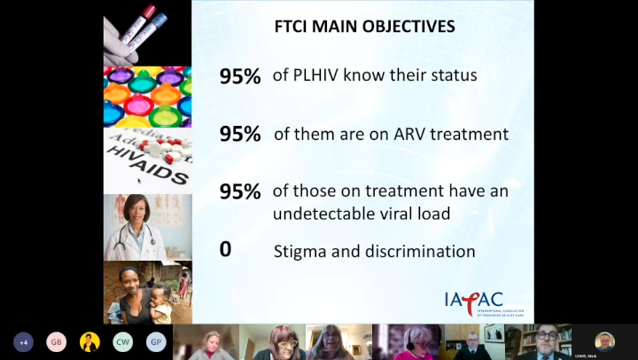 FTCI MAIN OBJECTIVES
95% of PLHIV know their status
95% of them are on ARV treatment
95% of those on treatment have an
undetectable viral load
0 Stigma and discrimination
HIV/AIDS
IAPAC
INTERNATIONAL ASSOCIATION
OF PROVIDERS OF AIDS CARE
+4
GB
CW
GP